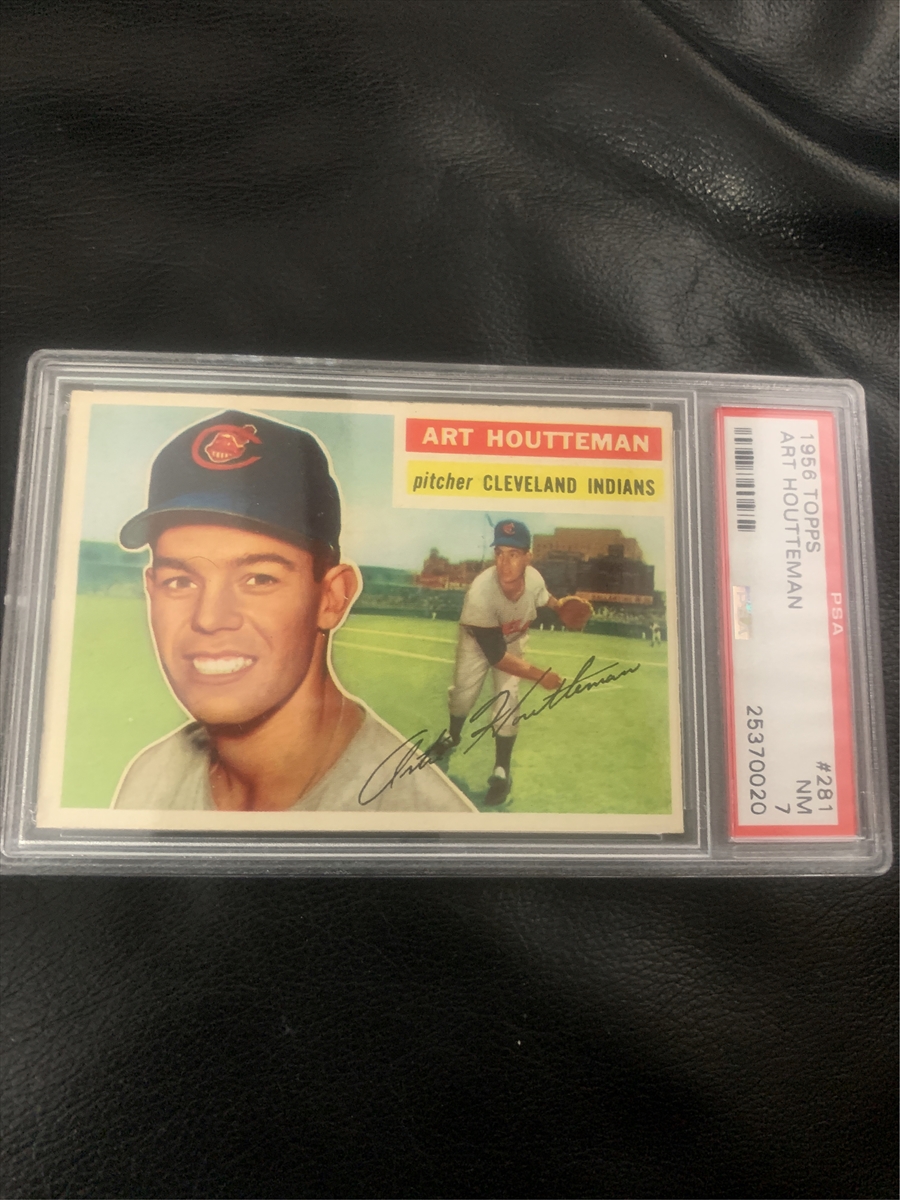 ART HOUTTEMAN
pitcher CLEVELAND INDIANS
Art Houtteman
1956 TOPPS
ART HOUTTEMAN
#281
NM
7
PSA
25370020